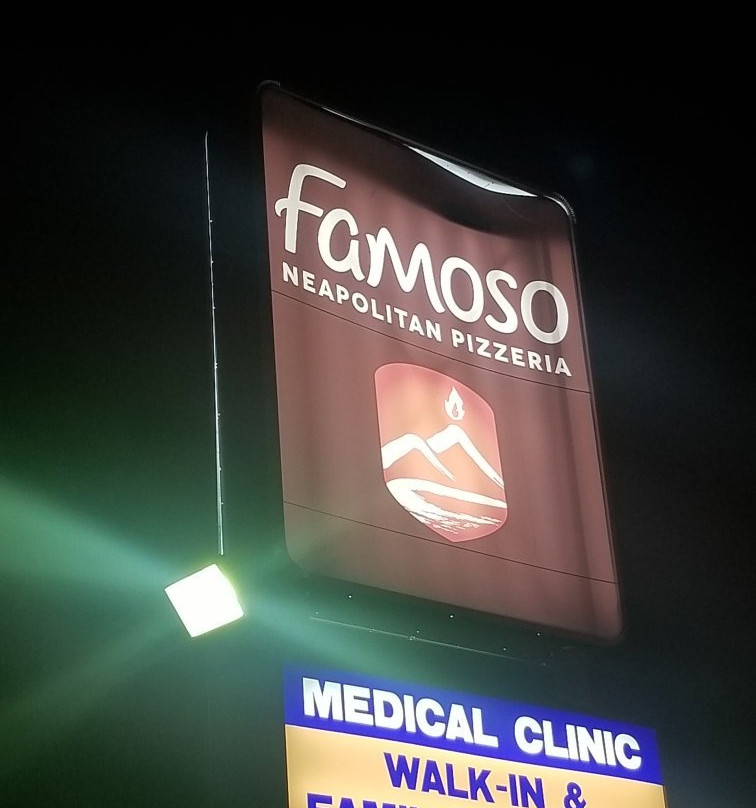 Famoso
NEAPOLITAN PIZZERIA
MEDICAL CLINIC
WALK-IN &